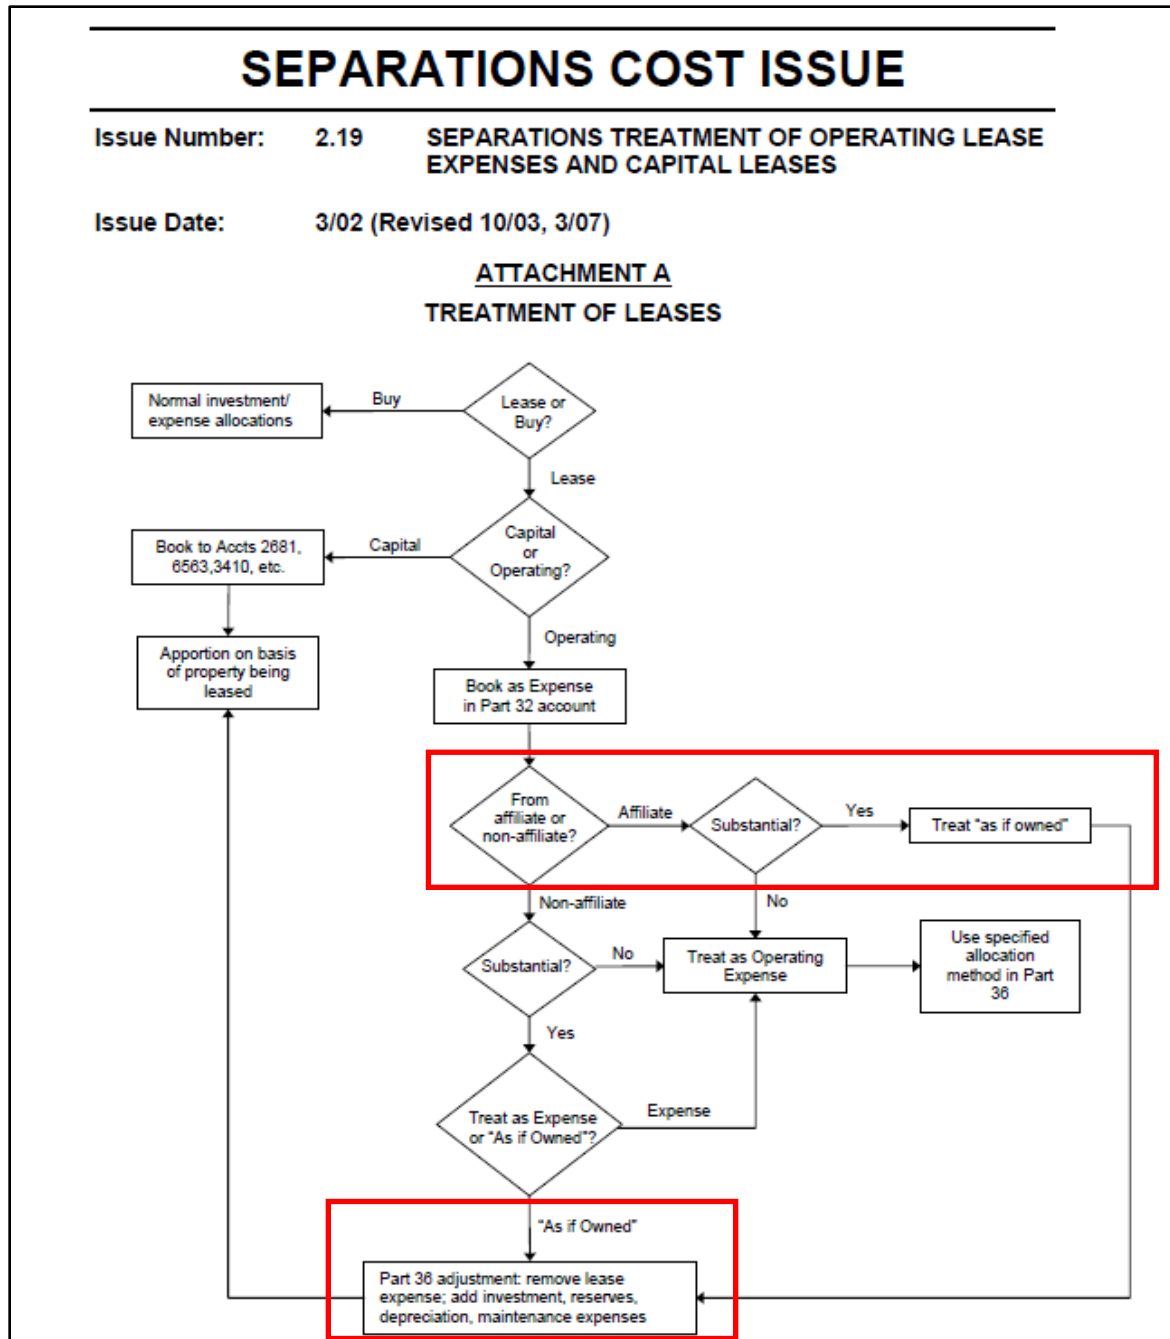 SEPARATIONS COST ISSUE
Issue Number: 2.19 SEPARATIONS TREATMENT OF OPERATING LEASE
EXPENSES AND CAPITAL LEASES
Issue Date: 3/02 (Revised 10/03, 3/07)
ATTACHMENT A
TREATMENT OF LEASES
Normal investment/
expense allocations
Buy
Lease or
Buy?
Lease
Book to Accts 2681,
6563,3410, etc.
Capital
Capital
or
Operating?
Operating
Apportion on basis
of property being
leased
Book as Expense
in Part 32 account
From
affiliate or
non-affiliate?
Affiliate
Substantial?
Yes
Treat "as if owned"
Non-affiliate
No
Substantial?
No
Treat as Operating
Expense
Use specified
allocation
method in Part
36
Yes
Treat as Expense
or "As if Owned"?
Expense
"As if Owned"
Part 36 adjustment: remove lease
expense; add investment, reserves,
depreciation, maintenance expenses